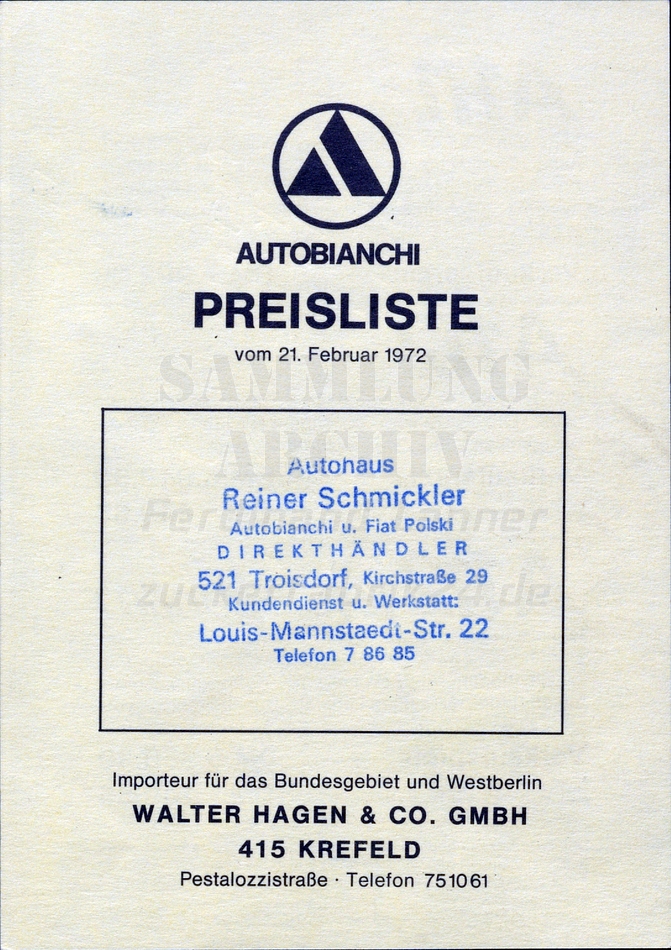 AUTOBIANCHI
PREISLISTE
vom 21. Februar 1972
SAMMLUNG
ARCHIV
Autohaus
Reiner Schmickler
Autobianchi u. Fiat Polski
DIREKTHÄNDLER
521 Troisdorf, Kirchstraße 29
Kundendienst u. Werkstatt:
Louis-Mannstaedt-Str. 22
Telefon 7 86 85
Importeur für das Bundesgebiet und Westberlin
WALTER HAGEN & CO. GMBH
415 KREFELD
Pestalozzistraße · Telefon 751061